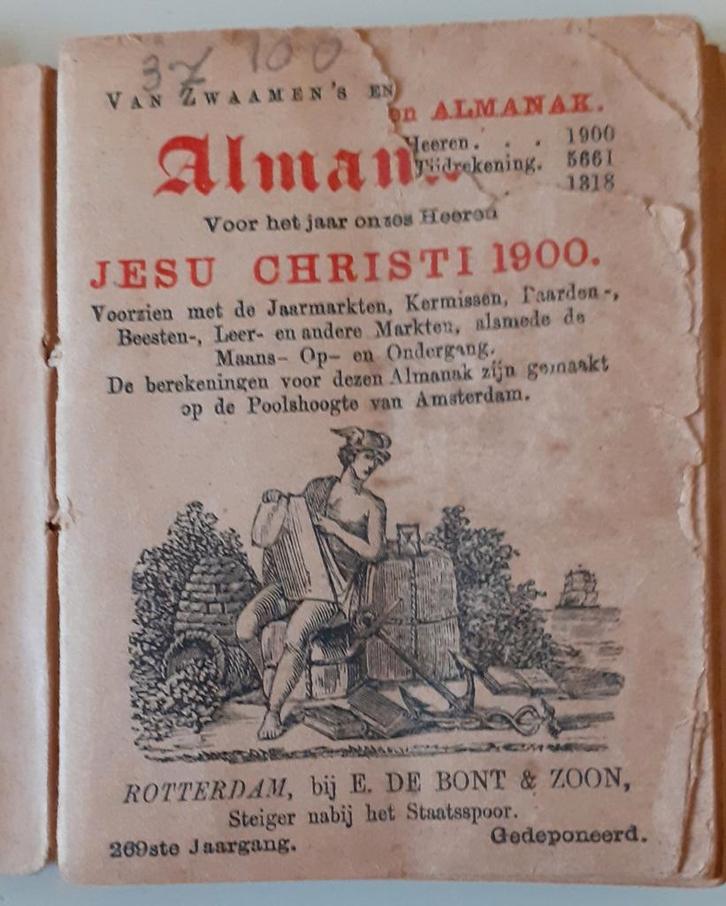 37 100
VAN ZWAAMEN'S EN
en ALMANAK.
Alman
Heeren . . . 1900
Tijdrekening. 5661
1318
Voor het jaar onzes Heeren
JESU CHRISTI 1900.
Voorzien met de Jaarmarkten, Kermissen, Paarden-,
Beesten-, Leer- en andere Markten, alsmede de
Maans- Op- en Ondergang.
De berekeningen voor dezen Almanak zijn gemaakt
op de Poolshoogte van Amsterdam.
ROTTERDAM, bij E. DE BONT & ZOON,
Steiger nabij het Staatsspoor.
269ste Jaargang.
Gedeponeerd.